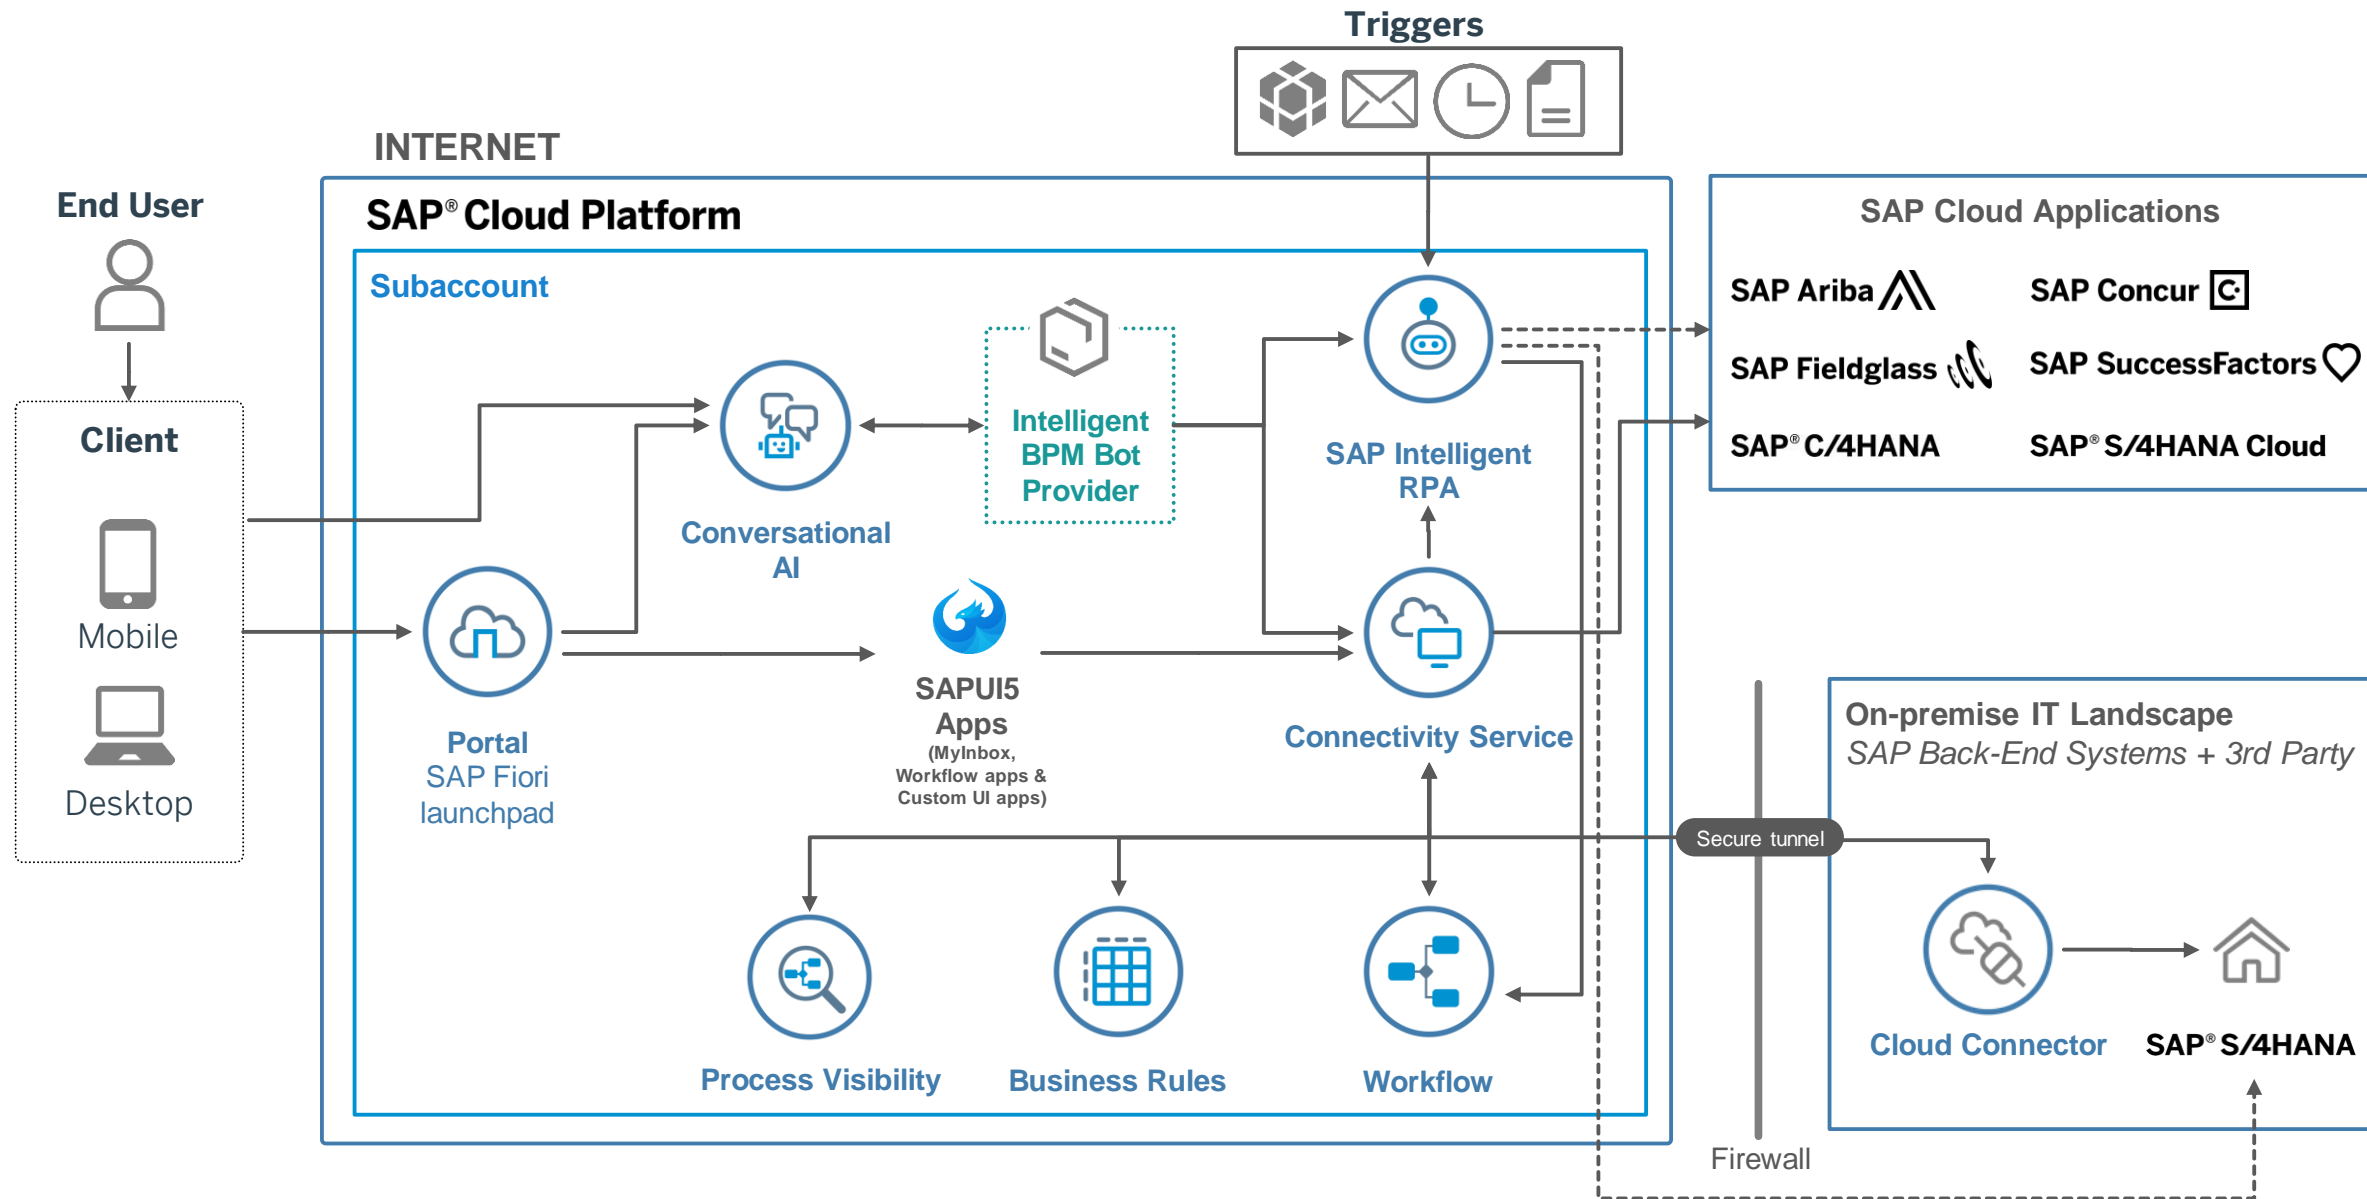 Triggers
INTERNET
End User
SAP® Cloud Platform
SAP Cloud Applications
Subaccount
SAP Ariba
SAP Concur C
SAP Fieldglass
SAP SuccessFactors
SAP® C/4HANA
SAP® S/4HANA Cloud
Client
Mobile
Desktop
Intelligent
BPM Bot
Provider
SAP Intelligent
RPA
Conversational
AI
SAPUI5
Apps
(MyInbox,
Workflow apps &
Custom UI apps)
Portal
SAP Fiori
launchpad
Connectivity Service
On-premise IT Landscape
SAP Back-End Systems + 3rd Party
Secure tunnel
Process Visibility
Business Rules
Workflow
Cloud Connector
SAP® S/4HANA
Firewall